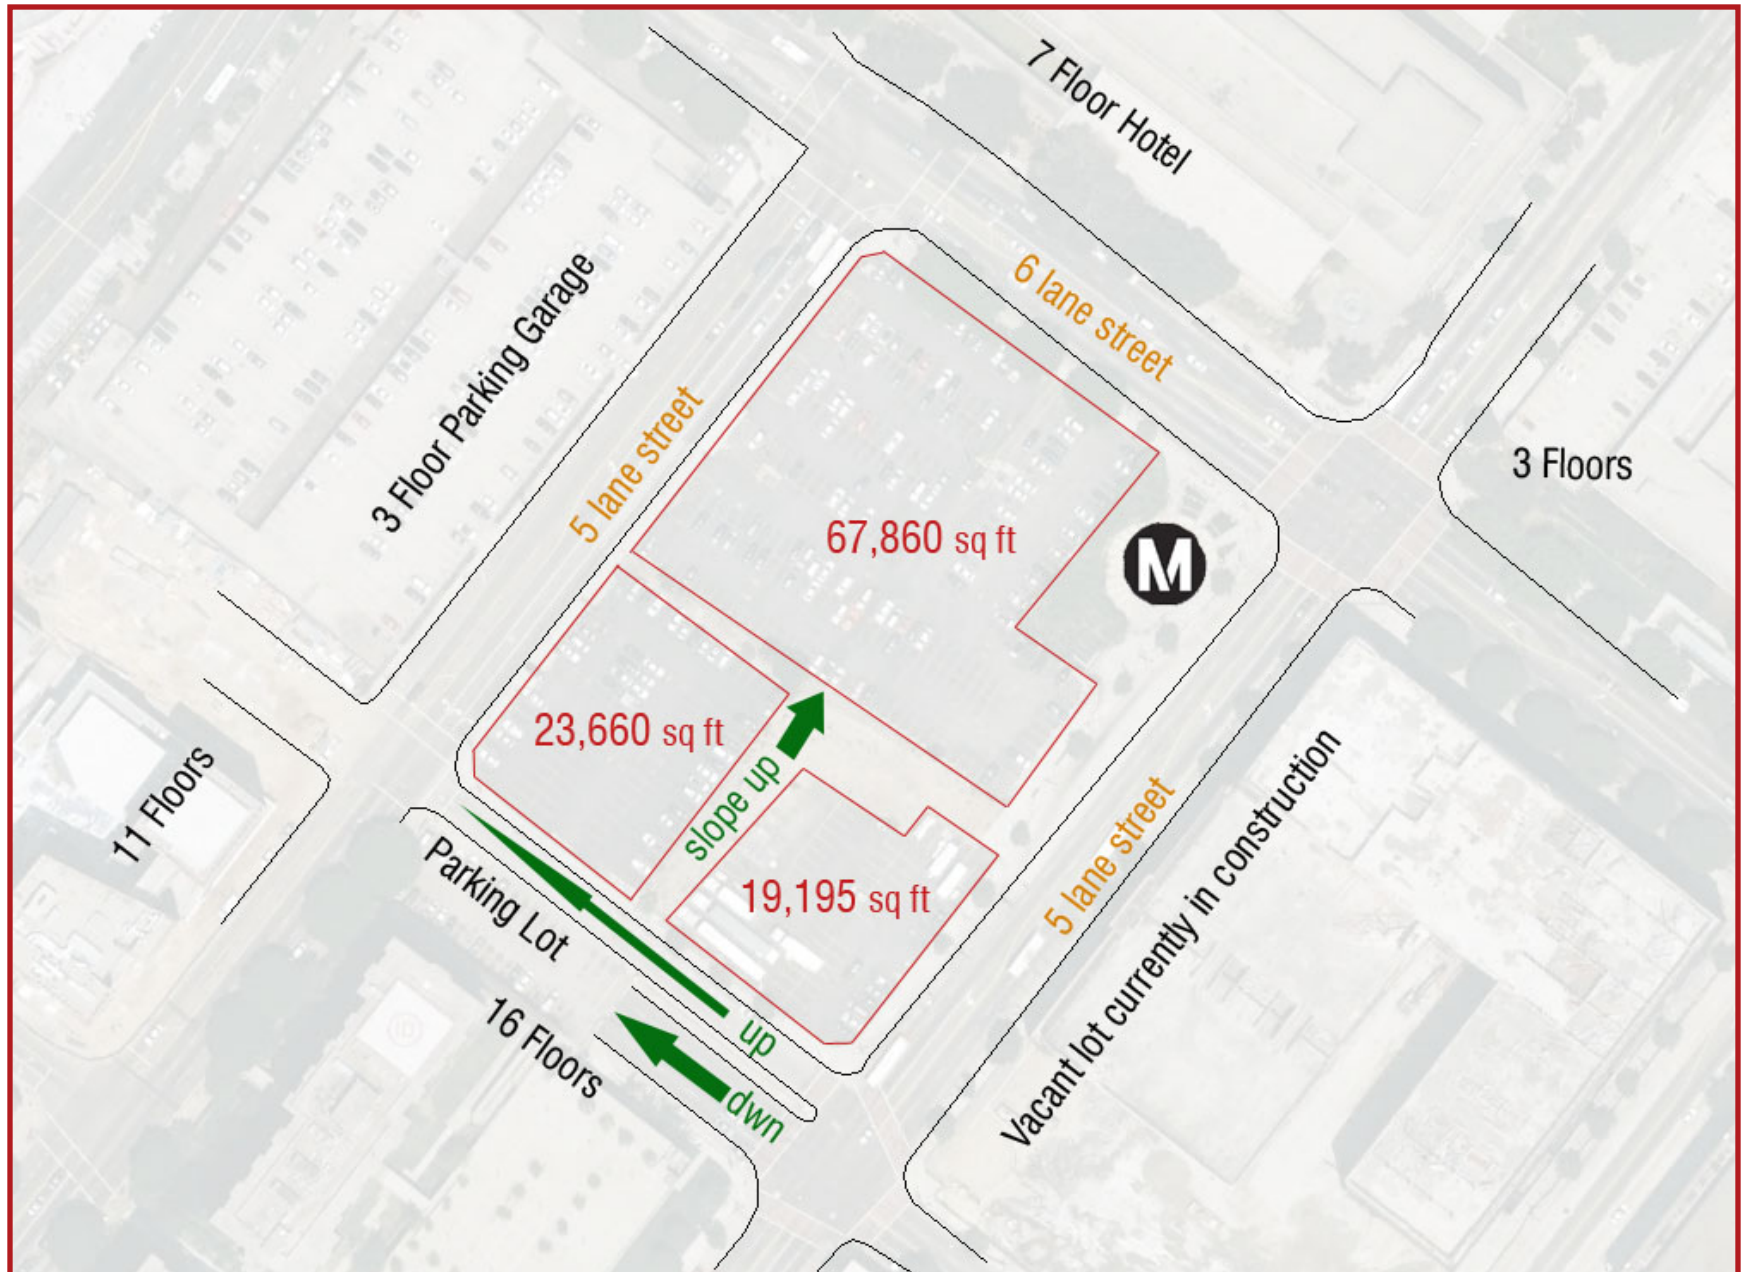 7 Floor Hotel
6 lane street
3 Floor Parking Garage
5 lane street
3 Floors
67,860 sq ft
M
23,660 sq ft
slope up
11 Floors
19,195 sq ft
5 lane street
Vacant lot currently in construction
Parking Lot
up
16 Floors
dwn